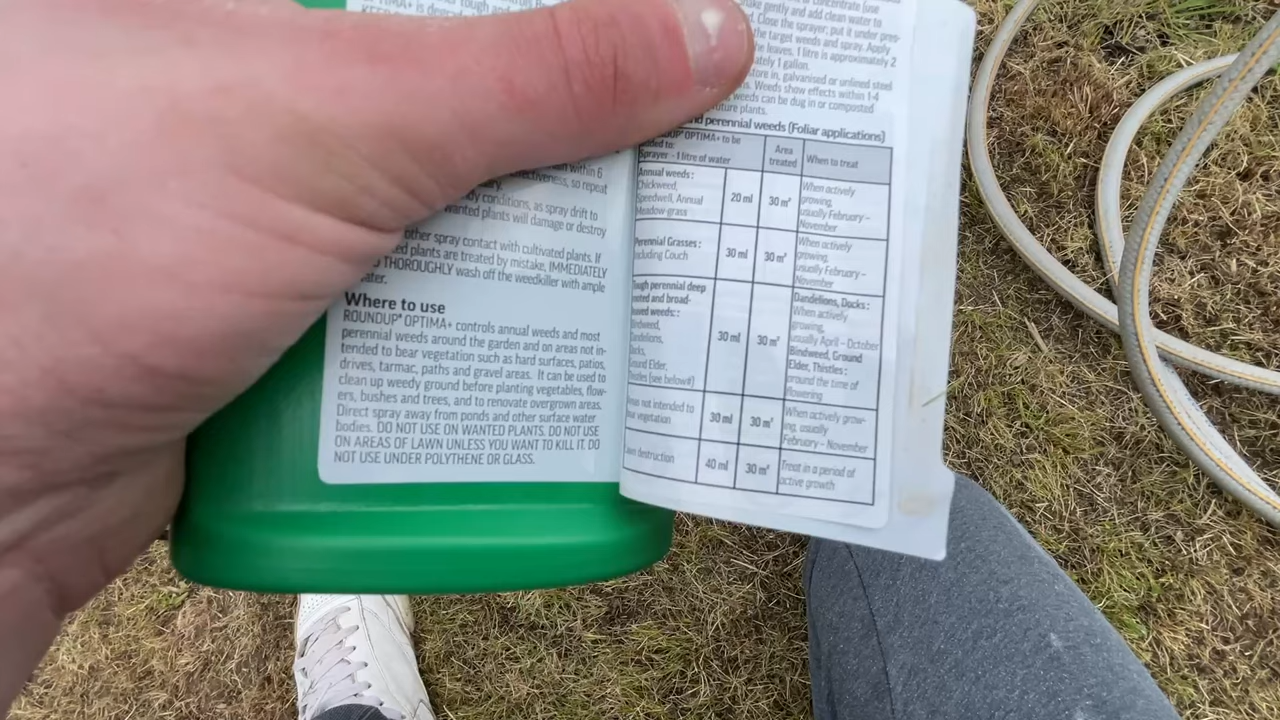 tough and
TIMA+ is
within 6
effectiveness, so repeat
conditions, as spray drift to
wanted plants will damage or destroy
other spray contact with cultivated plants. If
plants are treated by mistake, IMMEDIATELY
THOROUGHLY wash off the weedkiller with ample
Where to use
ROUNDUP® OPTIMA+ controls annual weeds and most
perennial weeds around the garden and on areas not in-
tended to bear vegetation such as hard surfaces, patios,
drives, tarmac, paths and gravel areas. It can be used to
clean up weedy ground before planting vegetables, flow-
ers, bushes and trees, and to renovate overgrown areas.
Direct spray away from ponds and other surface water
bodies. DO NOT USE ON WANTED PLANTS. DO NOT USE
ON AREAS OF LAWN UNLESS YOU WANT TO KILL IT. DO
NOT USE UNDER POLYTHENE OR GLASS.
of concentrate (use
gently and add clean water to
Close the sprayer; put it under pres-
the target weeds and spray. Apply
the leaves. 1 litre is approximately 2
1 gallon.
store in, galvanised or unlined steel
Weeds show effects within 1-4
weeds can be dug in or composted
future plants.
perennial weeds (Foliar applications)
OPTIMA+ to be
Sprayer - 1 litre of water
Area
treated
When to treat
Annual weeds :
Chickweed,
Speedwell, Annual
Meadow-grass
20 ml
30 m²
When actively
growing,
usually February –
November
Perennial Grasses :
including Couch
30 ml
30 m²
When actively
growing,
usually February –
November
Tough perennial deep
rooted and broad-
weeds: :
Bindweed,
Dandelions,
Docks,
Ground Elder,
Thistles (see below#)
30 ml
30 m²
Dandelions, Docks :
When actively
growing,
usually April – October
Bindweed, Ground
Elder, Thistles :
around the time of
flowering
not intended to
vegetation
30 ml
30 m²
When actively grow-
ing, usually
February – November
Lawn destruction
40 ml
30 m²
Treat in a period of
active growth